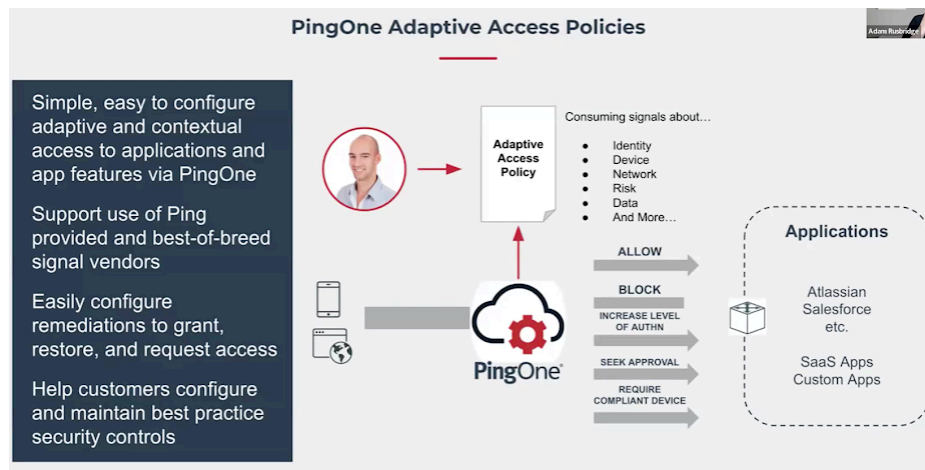 PingOne Adaptive Access Policies
Adam Rusbridge
Simple, easy to configure
adaptive and contextual
access to applications and
app features via PingOne
Support use of Ping
provided and best-of-breed
signal vendors
Easily configure
remediations to grant,
restore, and request access
Help customers configure
and maintain best practice
security controls
Adaptive
Access
Policy
Consuming signals about…
● Identity
● Device
● Network
● Risk
● Data
● And More…
PingOne®
ALLOW
BLOCK
INCREASE LEVEL
OF AUTHN
SEEK APPROVAL
REQUIRE
COMPLIANT DEVICE
Applications
Atlassian
Salesforce
etc.
SaaS Apps
Custom Apps